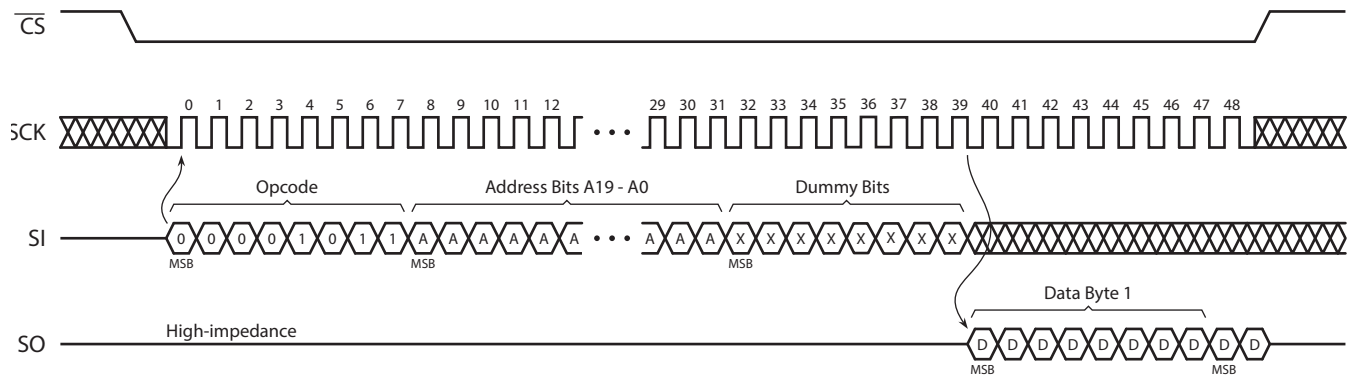 CS
0 1 2 3 4 5 6 7 8 9 10 11 12 29 30 31 32 33 34 35 36 37 38 39 40 41 42 43 44 45 46 47 48
SCK
Opcode Address Bits A19 - A0 Dummy Bits
SI 0 0 0 0 1 0 1 1 A A A A A A • • • A A A X X X X X X X X
MSB MSB MSB
Data Byte 1
High-impedance
SO D D D D D D D D D D
MSB MSB